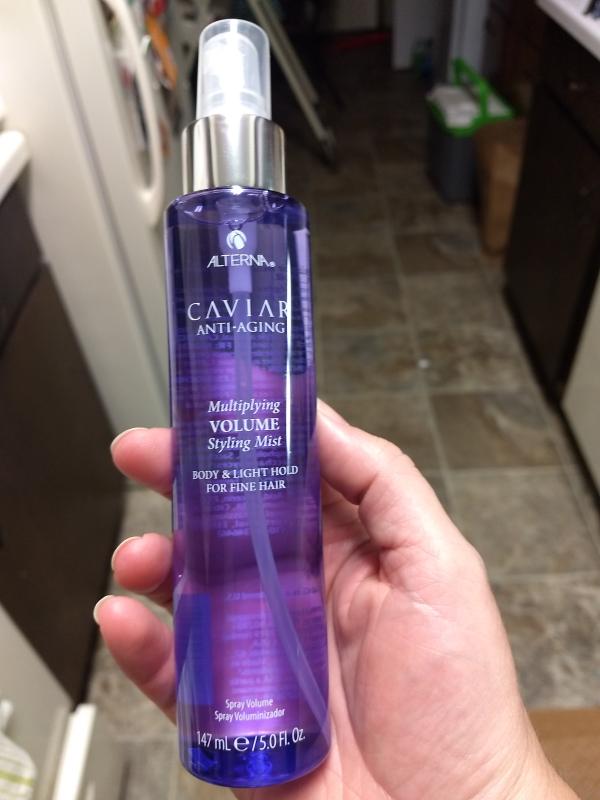 ALTERNA®
CAVIAR
ANTI-AGING
Multiplying
VOLUME
Styling Mist
BODY & LIGHT HOLD
FOR FINE HAIR
Spray Volume
Spray Voluminizador
147 mL ℮ / 5.0 Fl. Oz.